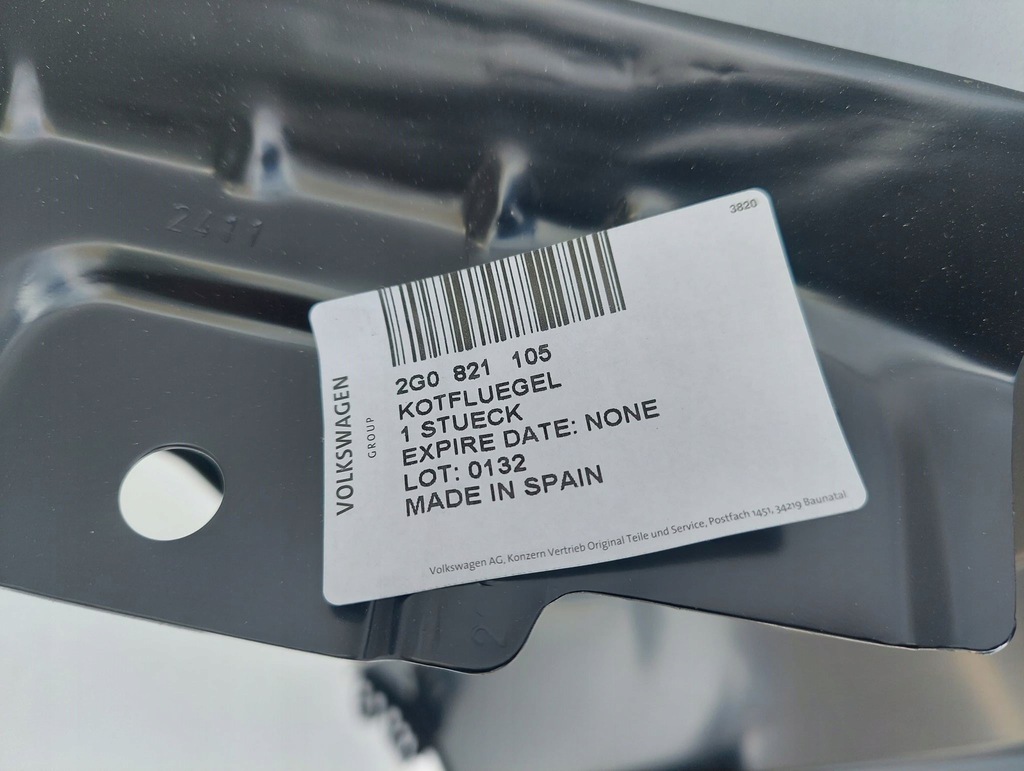 2411
3820
VOLKSWAGEN
GROUP
2G0 821 105
KOTFLUEGEL
1 STUECK
EXPIRE DATE: NONE
LOT: 0132
MADE IN SPAIN
Volkswagen AG, Konzern Vertrieb Original Teile und Service, Postfach 1451, 34219 Baunatal